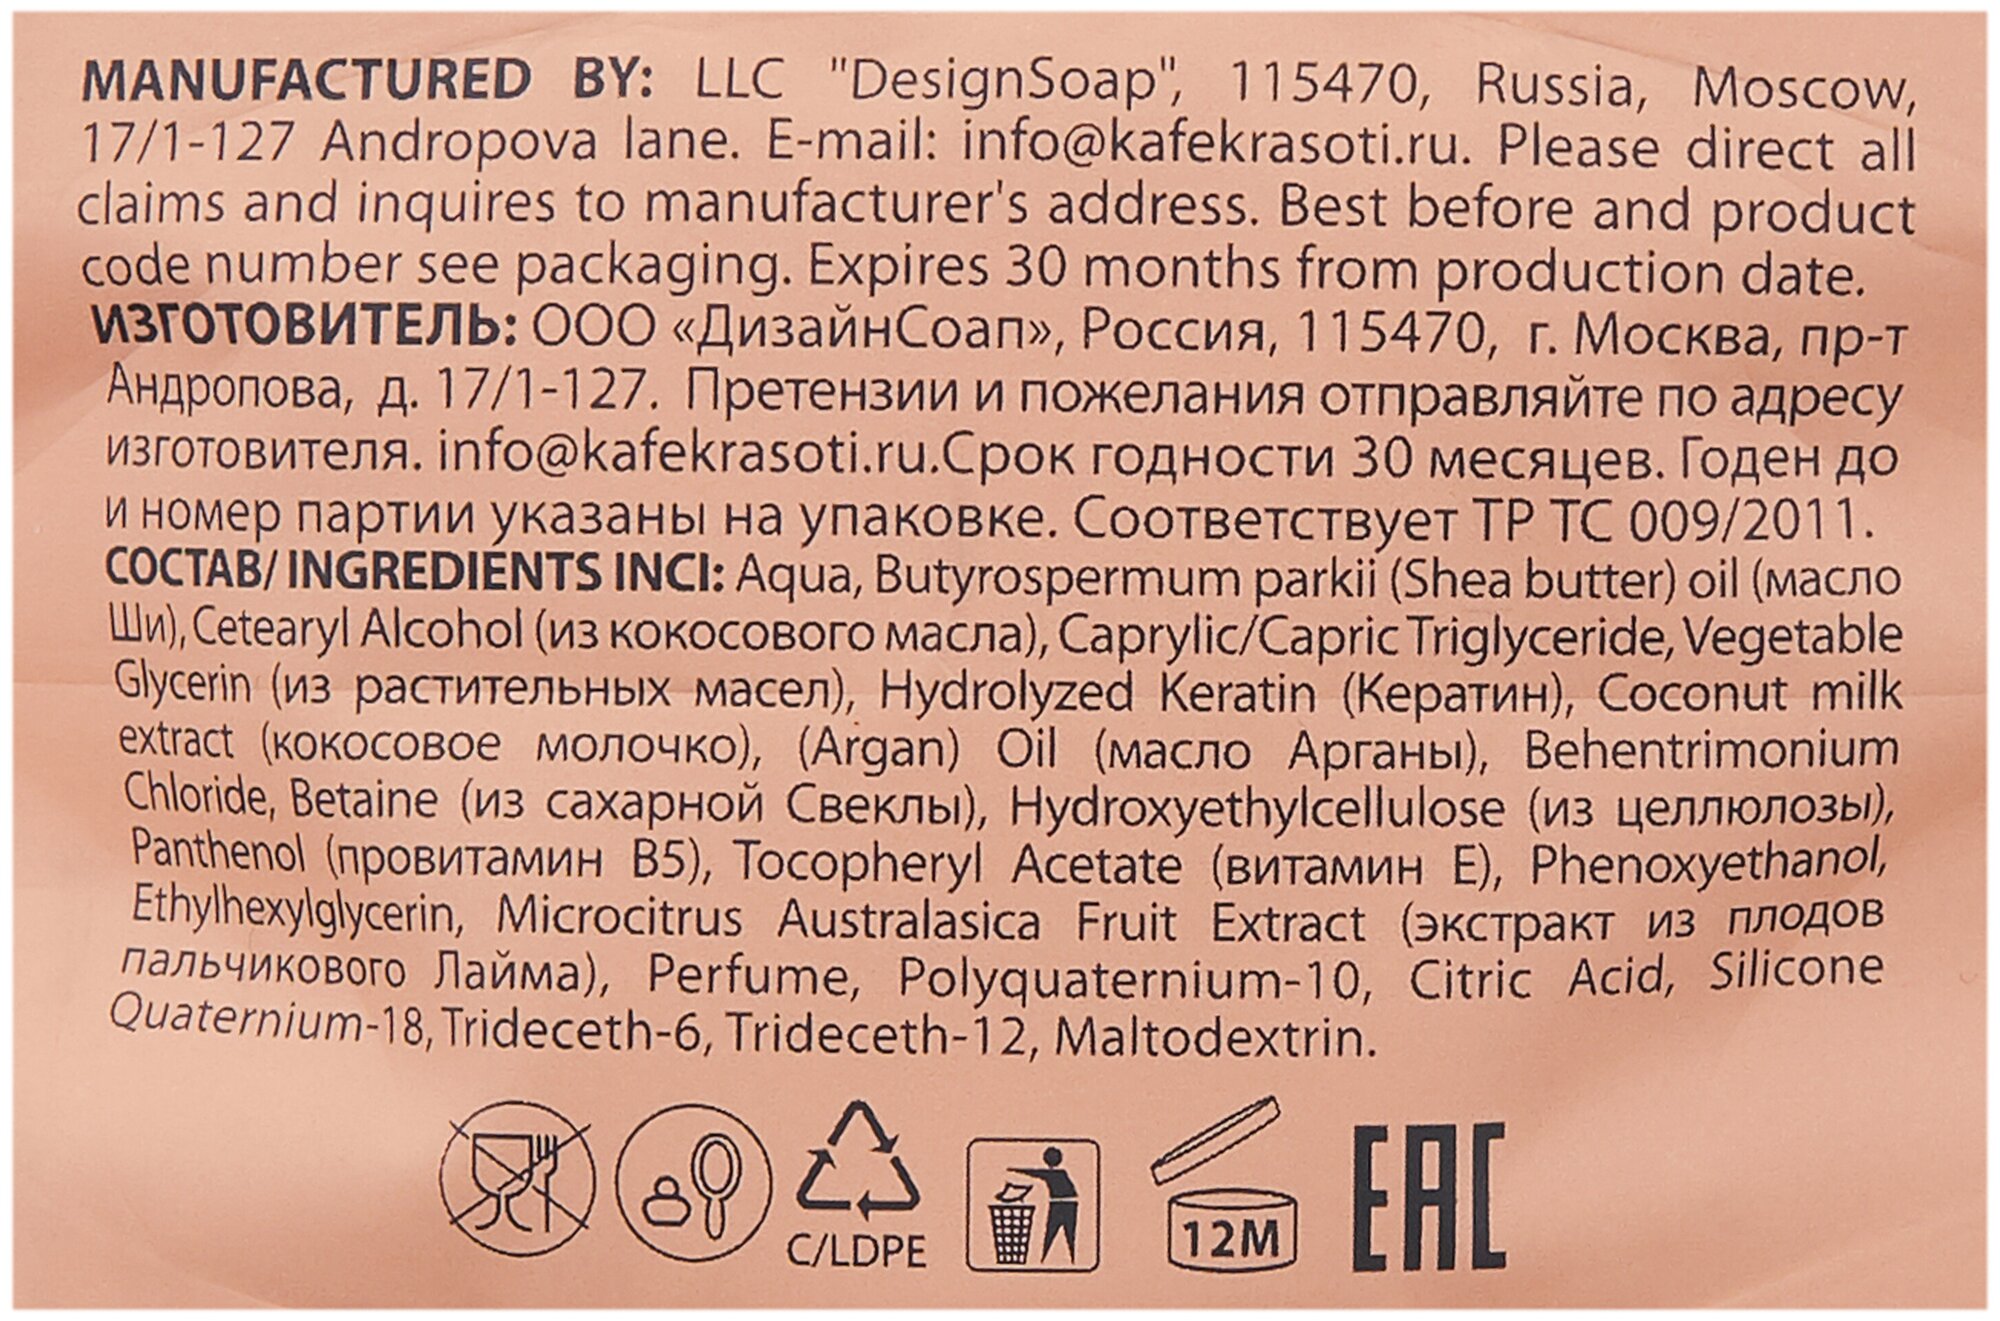 MANUFACTURED BY: LLC "DesignSoap", 115470, Russia, Moscow,
17/1-127 Andropova lane. E-mail: info@kafekrasoti.ru. Please direct all
claims and inquires to manufacturer's address. Best before and product
code number see packaging. Expires 30 months from production date.
ИЗГОТОВИТЕЛЬ: ООО «ДизайнСоап», Россия, 115470, г. Москва, пр-т
Андропова, д. 17/1-127. Претензии и пожелания отправляйте по адресу
изготовителя. info@kafekrasoti.ru.Срок годности 30 месяцев. Годен до
и номер партии указаны на упаковке. Соответствует ТР ТС 009/2011.
СОСТАВ/ INGREDIENTS INCI: Aqua, Butyrospermum parkii (Shea butter) oil (масло
Ши), Cetearyl Alcohol (из кокосового масла), Caprylic/Capric Triglyceride, Vegetable
Glycerin (из растительных масел), Hydrolyzed Keratin (Кератин), Coconut milk
extract (кокосовое молочко), (Argan) Oil (масло Арганы), Behentrimonium
Chloride, Betaine (из сахарной Свеклы), Hydroxyethylcellulose (из целлюлозы),
Panthenol (провитамин В5), Tocopheryl Acetate (витамин Е), Phenoxyethanol,
Ethylhexylglycerin, Microcitrus Australasica Fruit Extract (экстракт из плодов
пальчикового Лайма), Perfume, Polyquaternium-10, Citric Acid, Silicone
Quaternium-18, Trideceth-6, Trideceth-12, Maltodextrin.
C/LDPE
12M
EAC